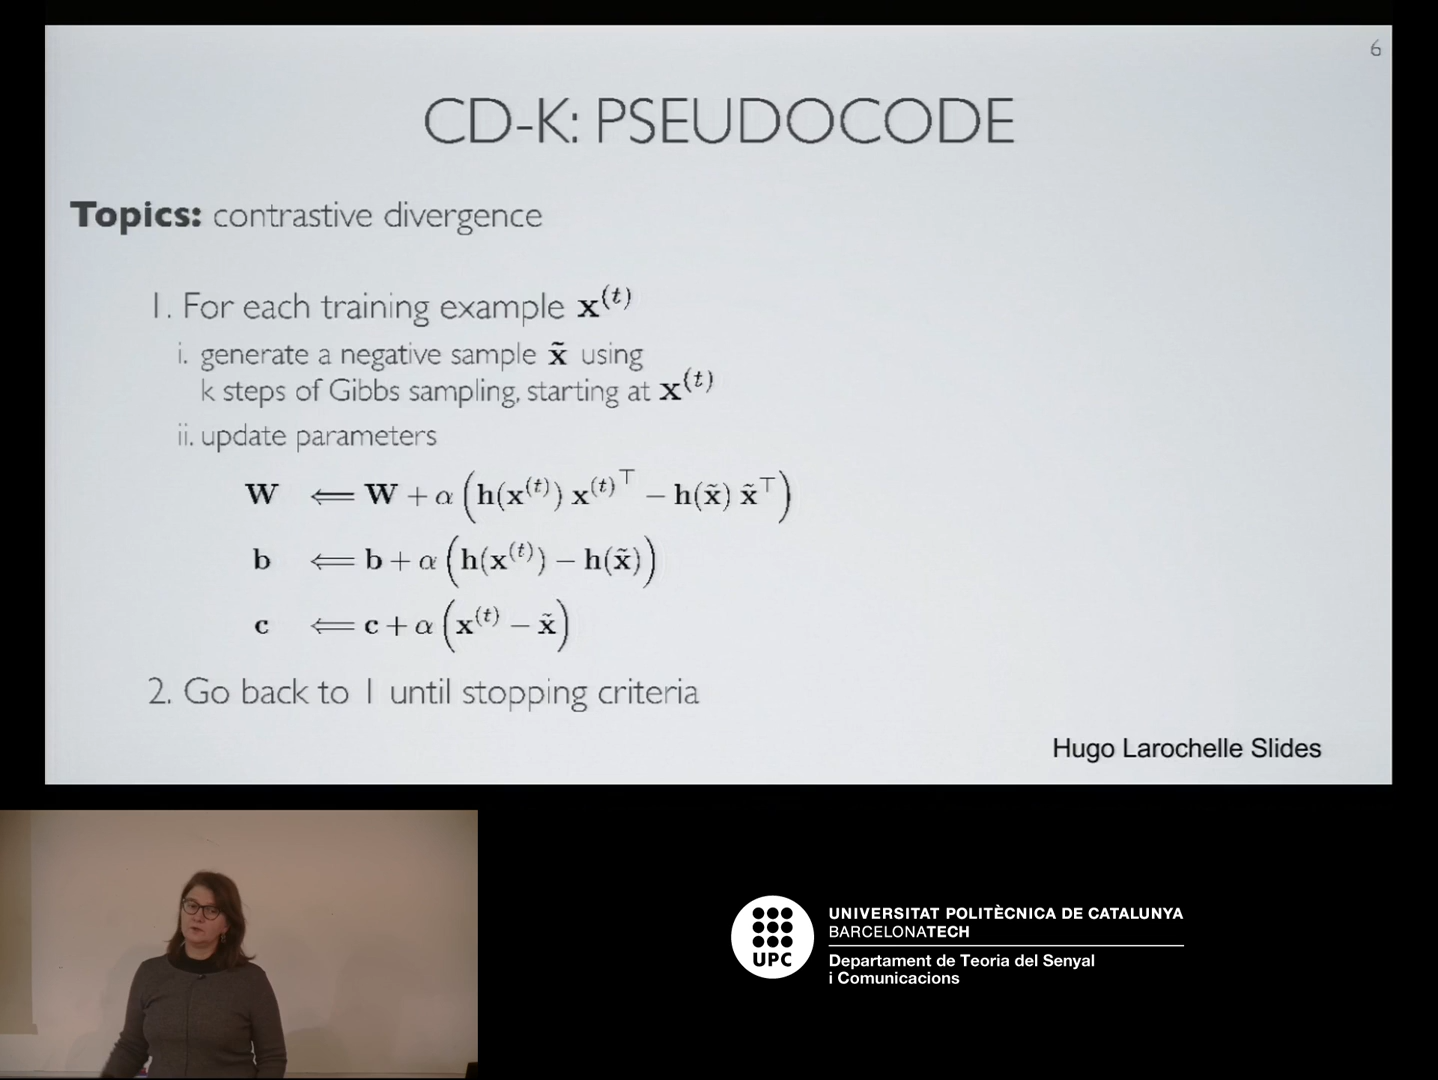 6
CD-K: PSEUDOCODE
Topics: contrastive divergence
1. For each training example x^(t)
i. generate a negative sample x̃ using
k steps of Gibbs sampling, starting at x^(t)
ii. update parameters
W ⟸ W + α (h(x^(t)) x^(t)⊤ − h(x̃) x̃^⊤)
b ⟸ b + α (h(x^(t)) − h(x̃))
c ⟸ c + α (x^(t) − x̃)
2. Go back to 1 until stopping criteria
Hugo Larochelle Slides
UPC
UNIVERSITAT POLITÈCNICA DE CATALUNYA
BARCELONATECH
Departament de Teoria del Senyal
i Comunicacions